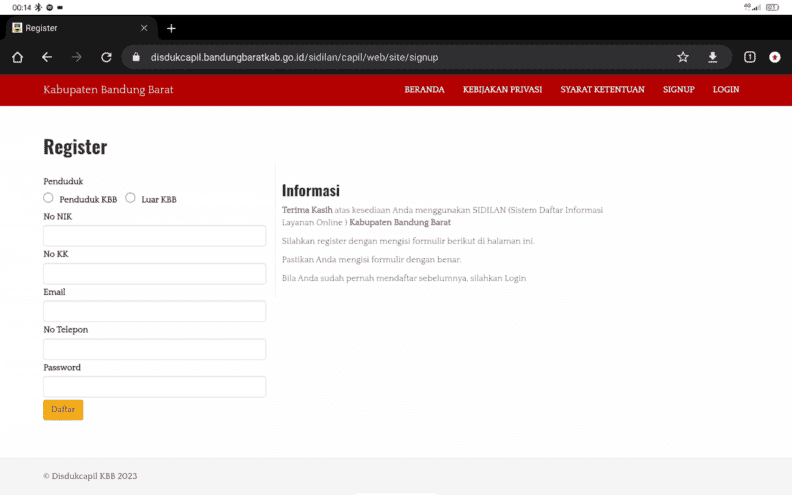 00:14
Register
disdukcapil.bandungbaratkab.go.id/sidilan/capil/web/site/signup
1
Kabupaten Bandung Barat
BERANDA KEBIJAKAN PRIVASI SYARAT KETENTUAN SIGNUP LOGIN
Register
Penduduk
Penduduk KBB Luar KBB
No NIK
No KK
Email
No Telepon
Password
Daftar
Informasi
Terima Kasih atas kesediaan Anda menggunakan SIDILAN (Sistem Daftar Informasi
Layanan Online ) Kabupaten Bandung Barat
Silahkan register dengan mengisi formulir berikut di halaman ini.
Pastikan Anda mengisi formulir dengan benar.
Bila Anda sudah pernah mendaftar sebelumnya, silahkan Login
© Disdukcapil KBB 2023